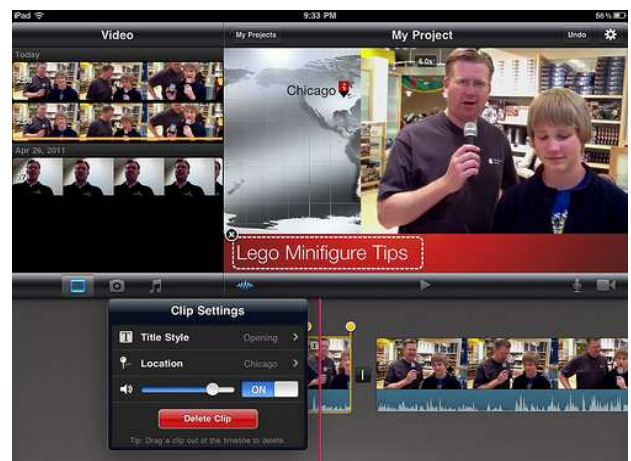 iPad 9:33 PM 56%
Video
My Projects
My Project
Undo
Today
6.0s
Chicago
Apr 26, 2011
Lego Minifigure Tips
Clip Settings
T Title Style Opening >
Location Chicago >
ON
Delete Clip
Tip: Drag a clip out of the timeline to delete.